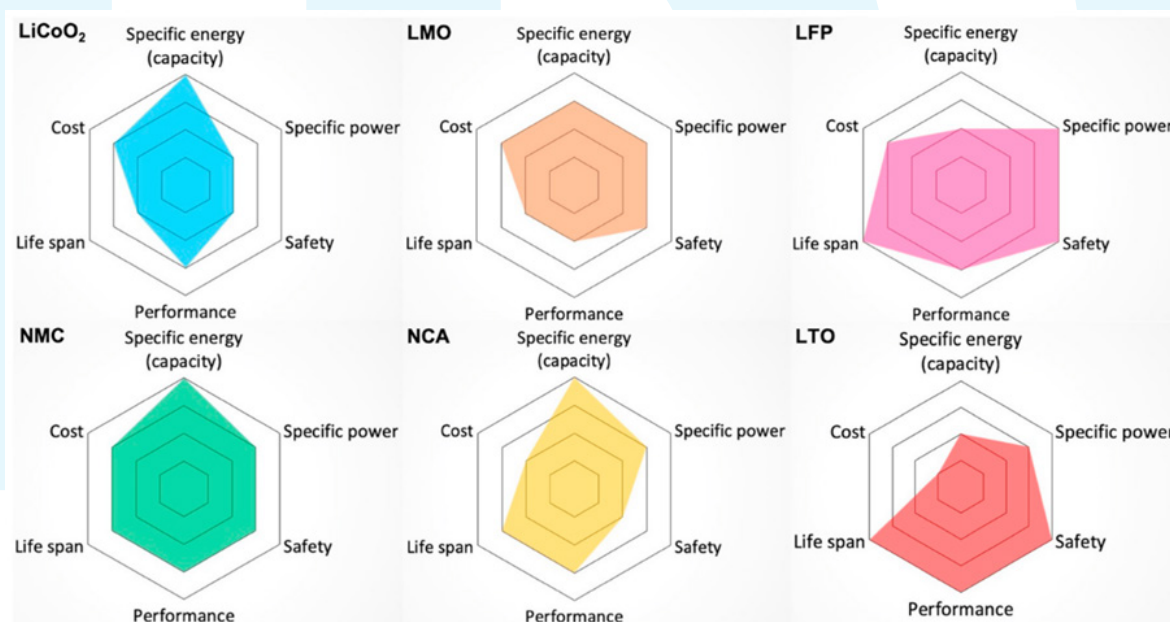 LiCoO₂
Specific energy
(capacity)
Cost
Specific power
Life span
Safety
Performance
LMO
Specific energy
(capacity)
Cost
Specific power
Life span
Safety
Performance
LFP
Specific energy
(capacity)
Cost
Specific power
Life span
Safety
Performance
NMC
Specific energy
(capacity)
Cost
Specific power
Life span
Safety
Performance
NCA
Specific energy
(capacity)
Cost
Specific power
Life span
Safety
Performance
LTO
Specific energy
(capacity)
Cost
Specific power
Life span
Safety
Performance